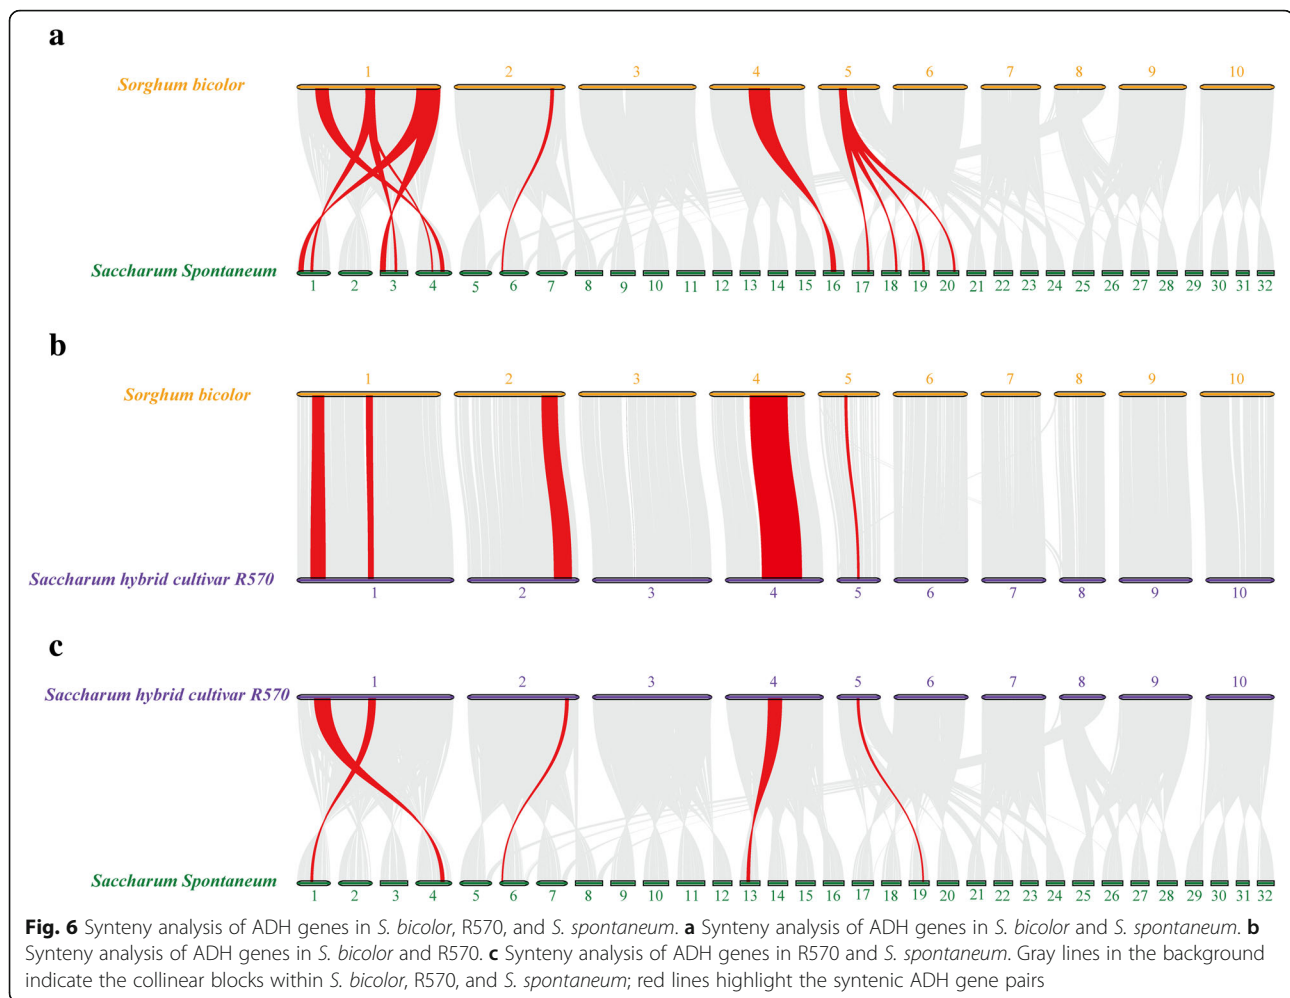 a
1 2 3 4 5 6 7 8 9 10
Sorghum bicolor
Saccharum Spontaneum
1 2 3 4 5 6 7 8 9 10 11 12 13 14 15 16 17 18 19 20 21 22 23 24 25 26 27 28 29 30 31 32
b
1 2 3 4 5 6 7 8 9 10
Sorghum bicolor
Saccharum hybrid cultivar R570
1 2 3 4 5 6 7 8 9 10
c
1 2 3 4 5 6 7 8 9 10
Saccharum hybrid cultivar R570
Saccharum Spontaneum
1 2 3 4 5 6 7 8 9 10 11 12 13 14 15 16 17 18 19 20 21 22 23 24 25 26 27 28 29 30 31 32
Fig. 6 Synteny analysis of ADH genes in S. bicolor, R570, and S. spontaneum. a Synteny analysis of ADH genes in S. bicolor and S. spontaneum. b
Synteny analysis of ADH genes in S. bicolor and R570. c Synteny analysis of ADH genes in R570 and S. spontaneum. Gray lines in the background
indicate the collinear blocks within S. bicolor, R570, and S. spontaneum; red lines highlight the syntenic ADH gene pairs